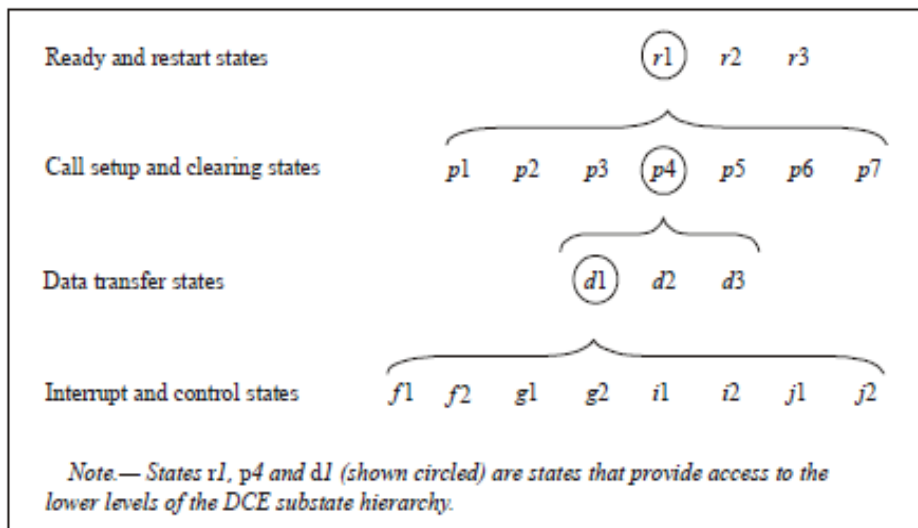 Ready and restart states r1 r2 r3
Call setup and clearing states p1 p2 p3 p4 p5 p6 p7
Data transfer states d1 d2 d3
Interrupt and control states f1 f2 g1 g2 i1 i2 j1 j2
Note.— States r1, p4 and d1 (shown circled) are states that provide access to the
lower levels of the DCE substate hierarchy.